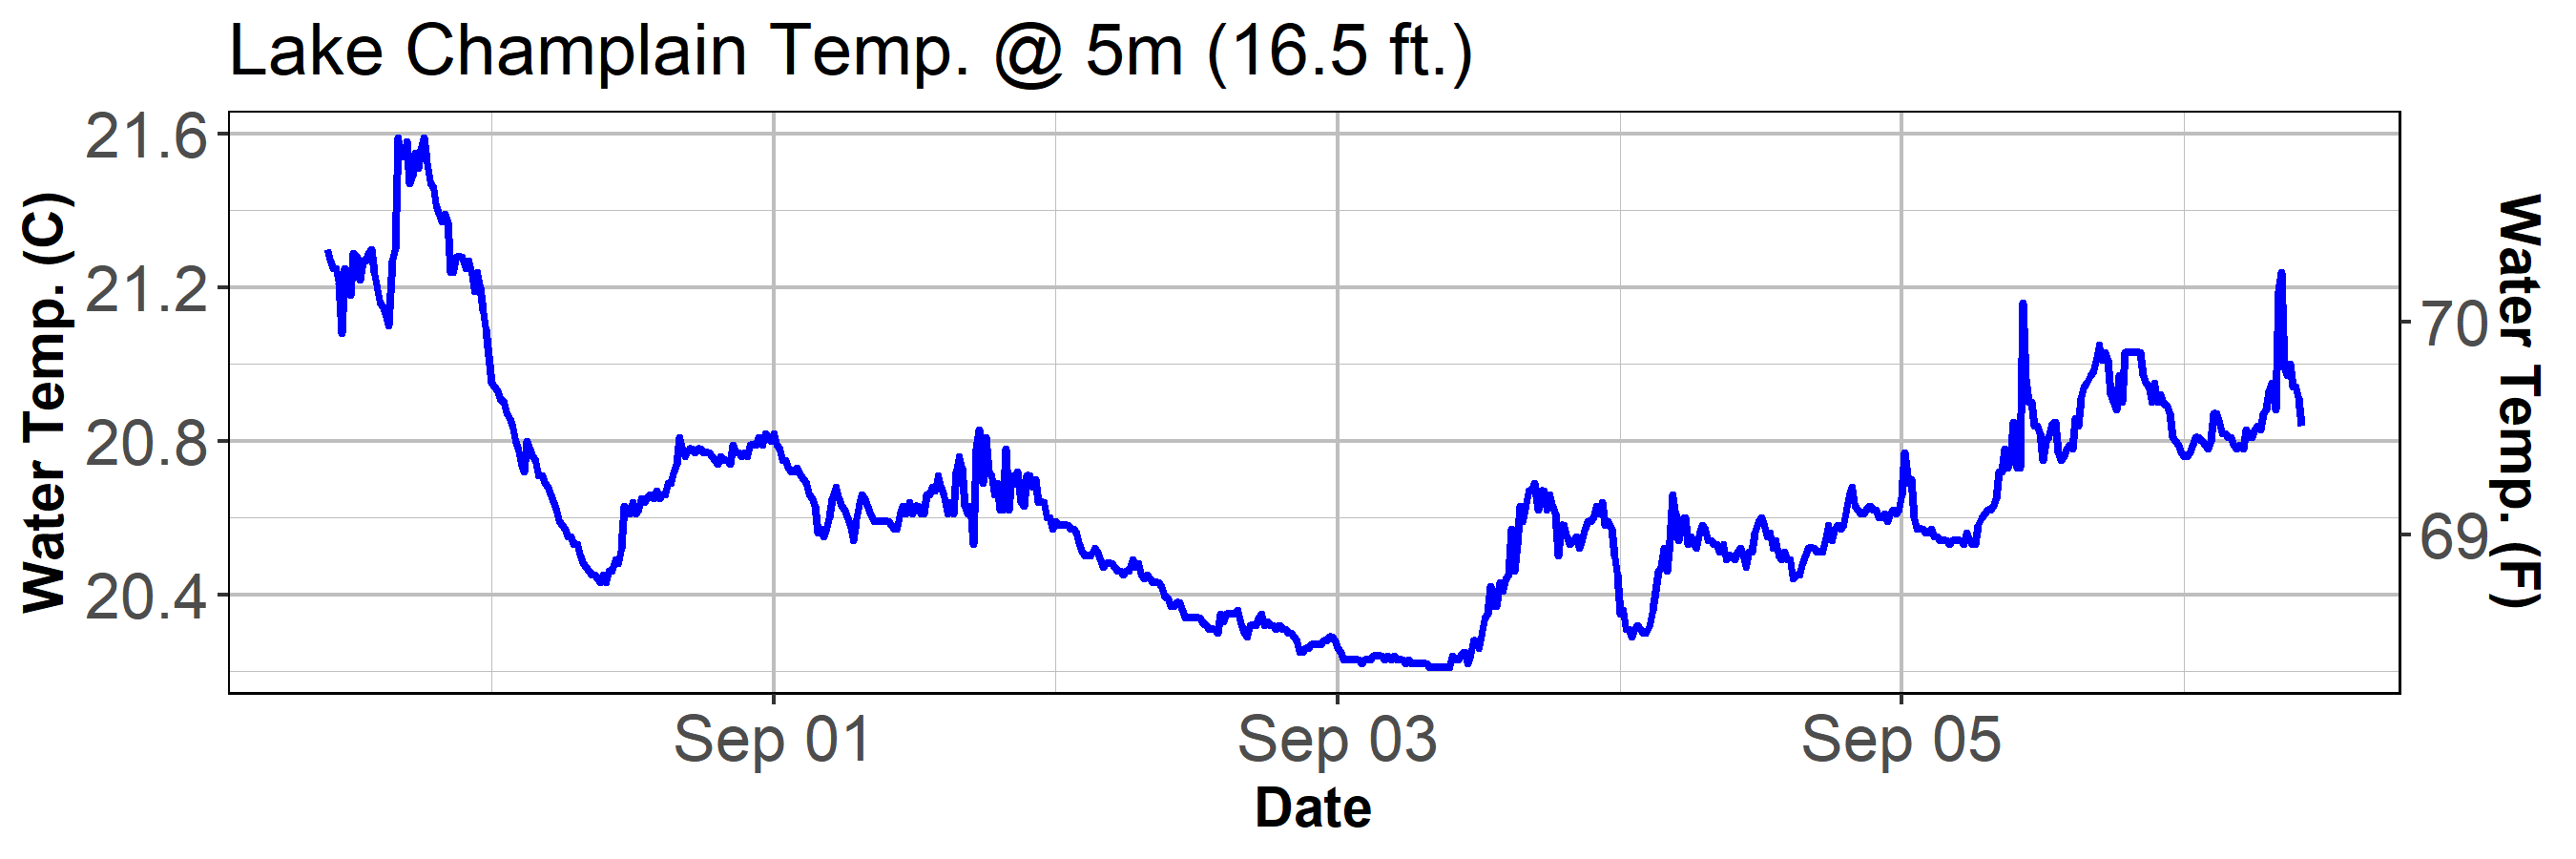 Lake Champlain Temp. @ 5m (16.5 ft.)
Water Temp. (C)
21.6
21.2
20.8
20.4
70
69
Water Temp. (F)
Sep 01
Sep 03
Sep 05
Date